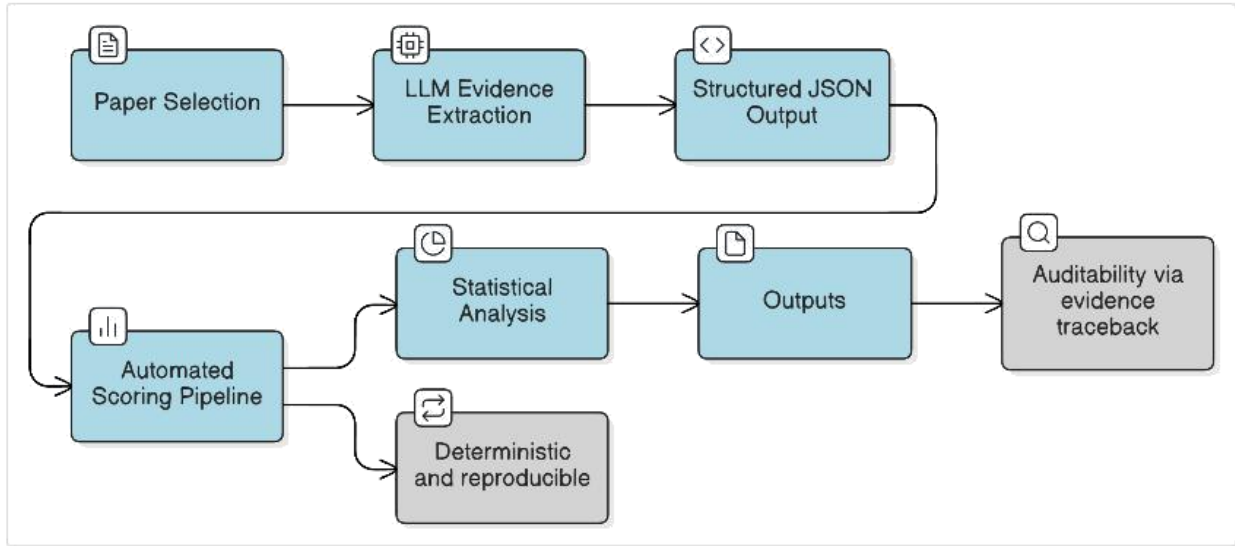 Paper Selection
LLM Evidence
Extraction
Structured JSON
Output
Statistical
Analysis
Outputs
Auditability via
evidence
traceback
Automated
Scoring Pipeline
Deterministic
and reproducible